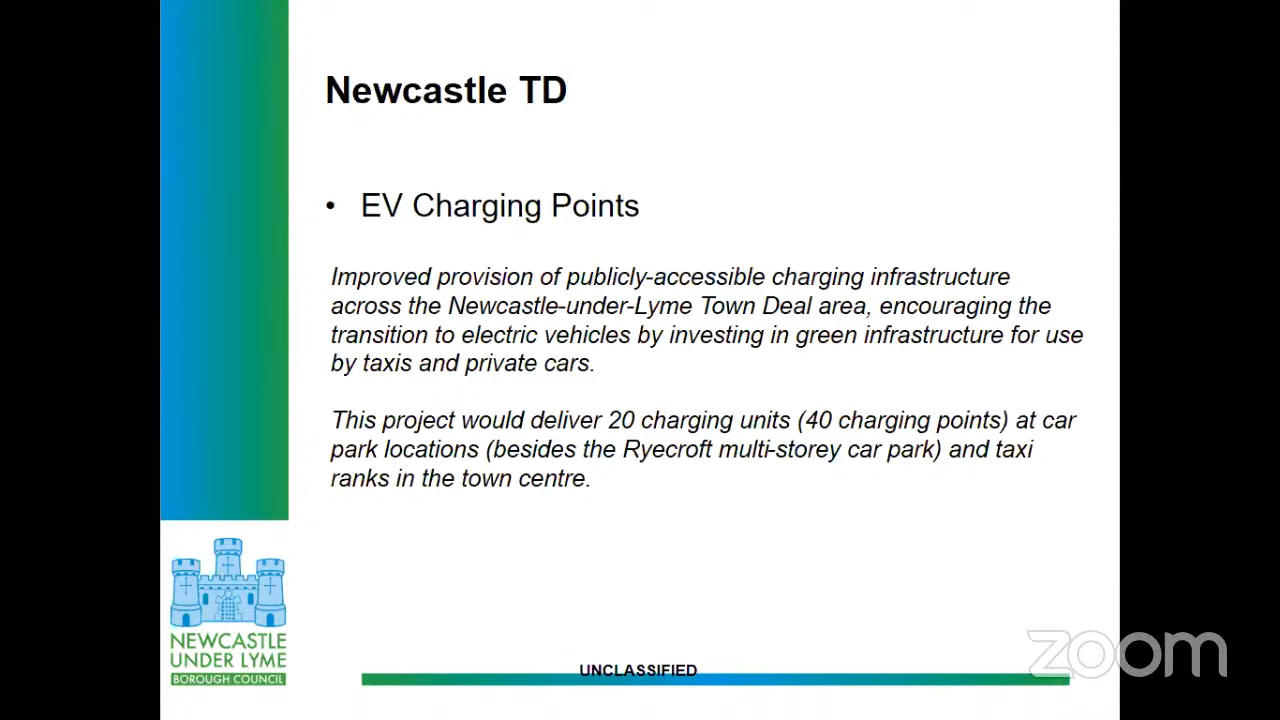 Newcastle TD
• EV Charging Points
Improved provision of publicly-accessible charging infrastructure
across the Newcastle-under-Lyme Town Deal area, encouraging the
transition to electric vehicles by investing in green infrastructure for use
by taxis and private cars.
This project would deliver 20 charging units (40 charging points) at car
park locations (besides the Ryecroft multi-storey car park) and taxi
ranks in the town centre.
NEWCASTLE
UNDER LYME
BOROUGH COUNCIL
UNCLASSIFIED
zoom